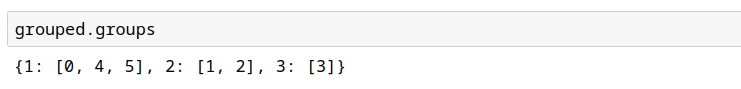 grouped.groups
{1: [0, 4, 5], 2: [1, 2], 3: [3]}